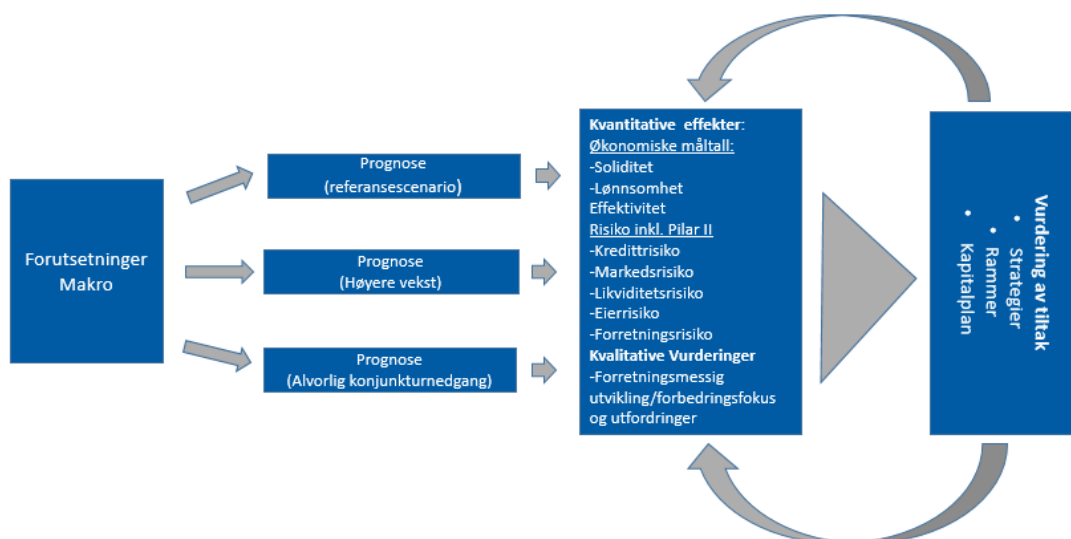 Forutsetninger
Makro
Prognose
(referansescenario)
Prognose
(Høyere vekst)
Prognose
(Alvorlig konjunkturnedgang)
Kvantitative effekter:
Økonomiske måltall:
-Soliditet
-Lønnsomhet
Effektivitet
Risiko inkl. Pilar II
-Kredittrisiko
-Markedsrisiko
-Likviditetsrisiko
-Eierrisiko
-Forretningsrisiko
Kvalitative Vurderinger
-Forretningsmessig
utvikling/forbedringsfokus
og utfordringer
Vurdering av tiltak
• Strategier
• Rammer
• Kapitalplan